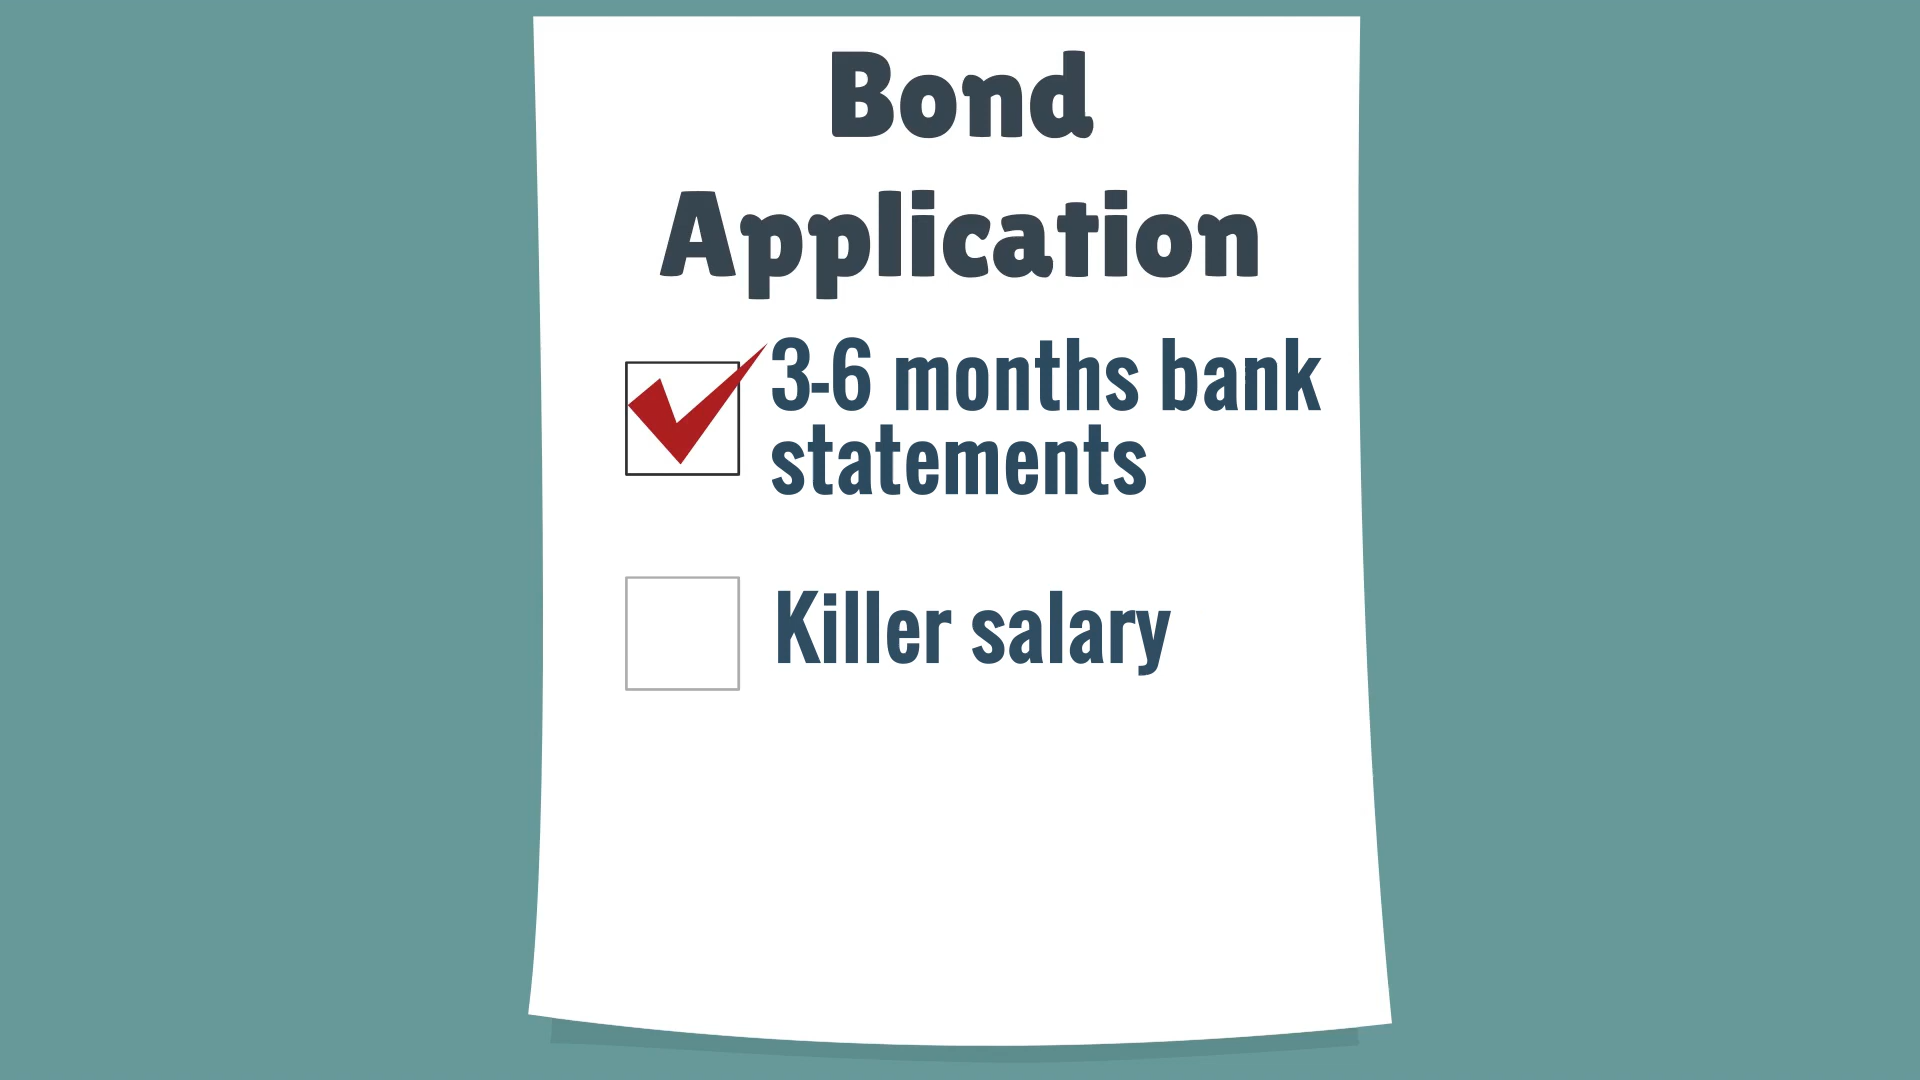 Bond
Application
3-6 months bank
statements
Killer salary